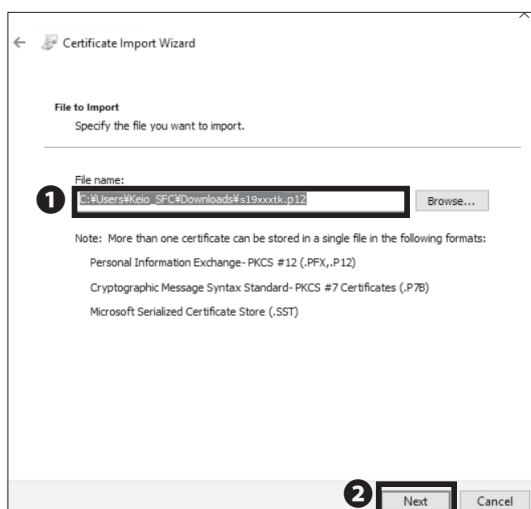 ← Certificate Import Wizard
File to Import
Specify the file you want to import.
File name:
❶ C:¥Users¥Keio_SFC¥Downloads¥s19xxxtk.p12 Browse...
Note: More than one certificate can be stored in a single file in the following formats:
Personal Information Exchange- PKCS #12 (.PFX,.P12)
Cryptographic Message Syntax Standard- PKCS #7 Certificates (.P7B)
Microsoft Serialized Certificate Store (.SST)
❷ Next Cancel